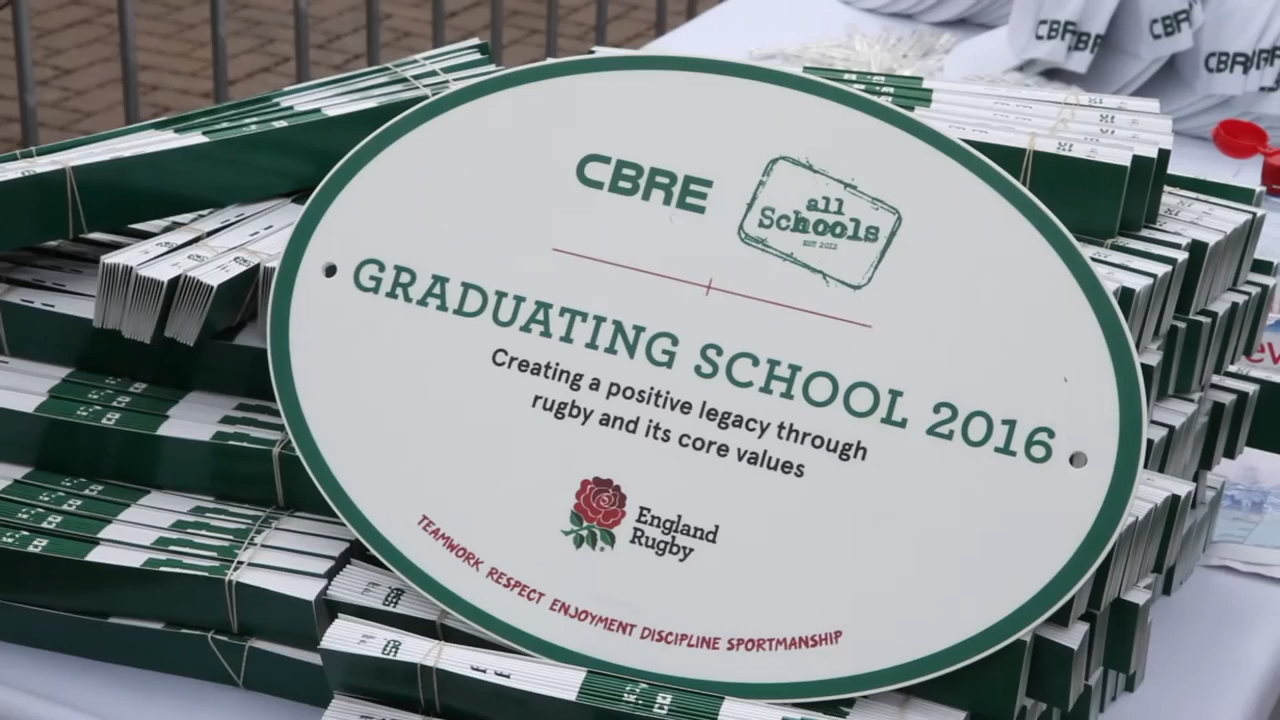 CBRE
all
Schools
EST 2012
GRADUATING SCHOOL 2016
Creating a positive legacy through
rugby and its core values
England
Rugby
TEAMWORK RESPECT ENJOYMENT DISCIPLINE SPORTMANSHIP
CBRE
CBRE